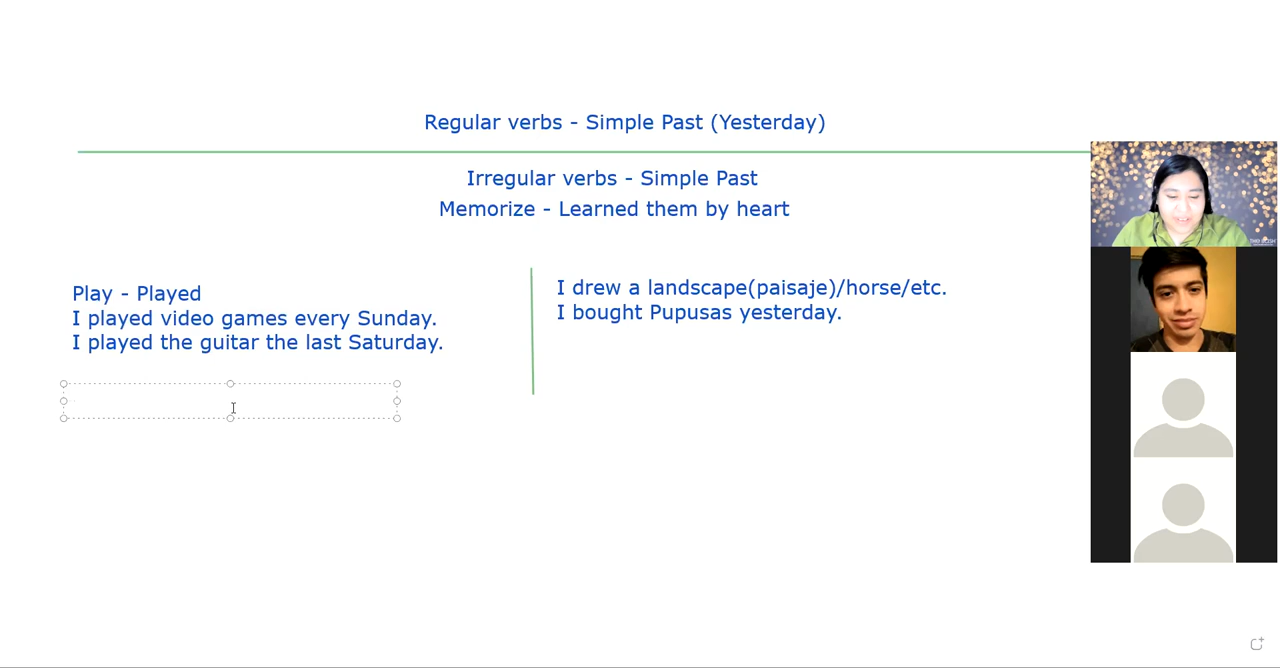 Regular verbs - Simple Past (Yesterday)
Irregular verbs - Simple Past
Memorize - Learned them by heart
Play - Played
I played video games every Sunday.
I played the guitar the last Saturday.
I drew a landscape(paisaje)/horse/etc.
I bought Pupusas yesterday.